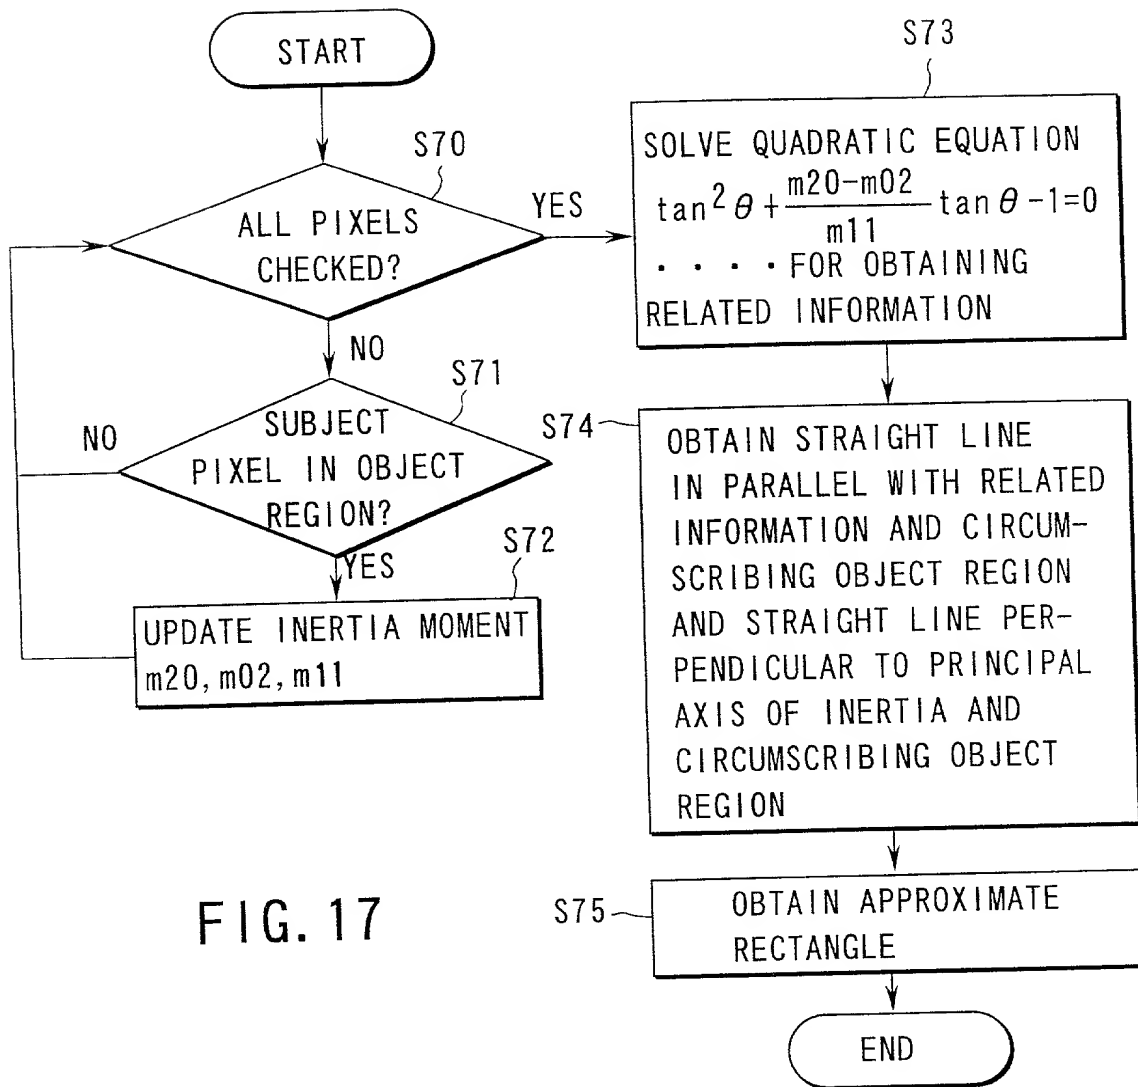 START
S70
ALL PIXELS
CHECKED?
YES
NO
S71
SUBJECT
PIXEL IN OBJECT
REGION?
NO
YES
S72
UPDATE INERTIA MOMENT
m20, m02, m11
S73
SOLVE QUADRATIC EQUATION
tan² θ + (m20-m02)/m11 tan θ -1=0
· · · · FOR OBTAINING
RELATED INFORMATION
S74
OBTAIN STRAIGHT LINE
IN PARALLEL WITH RELATED
INFORMATION AND CIRCUM-
SCRIBING OBJECT REGION
AND STRAIGHT LINE PER-
PENDICULAR TO PRINCIPAL
AXIS OF INERTIA AND
CIRCUMSCRIBING OBJECT
REGION
S75
OBTAIN APPROXIMATE
RECTANGLE
END
FIG. 17